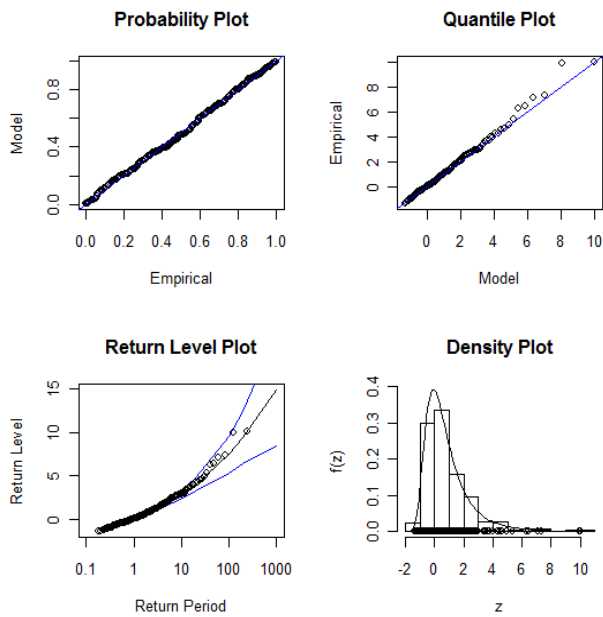 Probability Plot
Model
0.0 0.4 0.8
0.0 0.2 0.4 0.6 0.8 1.0
Empirical
Quantile Plot
Empirical
0 2 4 6 8
0 2 4 6 8 10
Model
Return Level Plot
Return Level
0 5 10 15
0.1 1 10 100 1000
Return Period
Density Plot
f(z)
0.0 0.1 0.2 0.3 0.4
-2 0 2 4 6 8 10
z